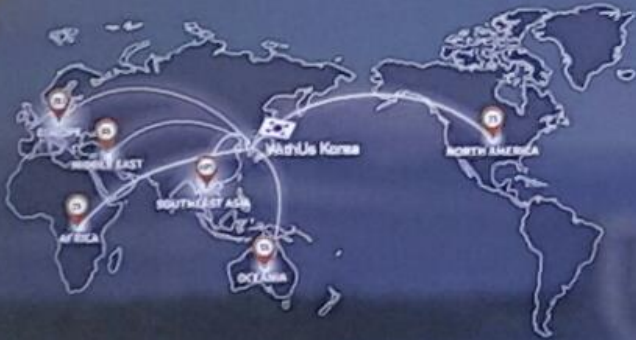 EUROPE
MIDDLE EAST
WithUs Korea
NORTH AMERICA
SOUTHEAST ASIA
AFRICA
OCEANIA